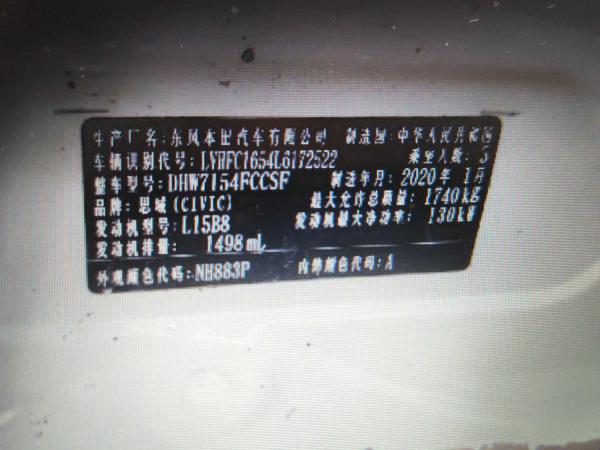 生产厂名:东风本田汽车有限公司 制造国:中华人民共和国
车辆识别代号:LVHFC1654L6172522 乘坐人数:5
整车型号:DHW7154FCCSF 制造年月:2020年1月
品牌:思域(CIVIC) 最大允许总质量:1740kg
发动机型号:L15B8 发动机最大净功率:130kW
发动机排量: 1498mL
外观颜色代码:NH883P 内饰颜色代码:A